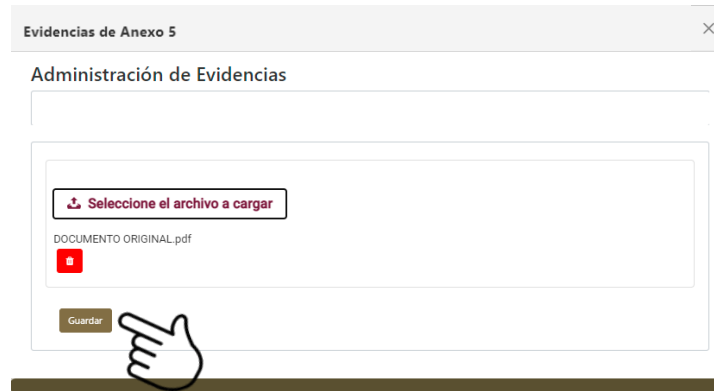 Evidencias de Anexo 5
Administración de Evidencias
Seleccione el archivo a cargar
DOCUMENTO ORIGINAL.pdf
Guardar